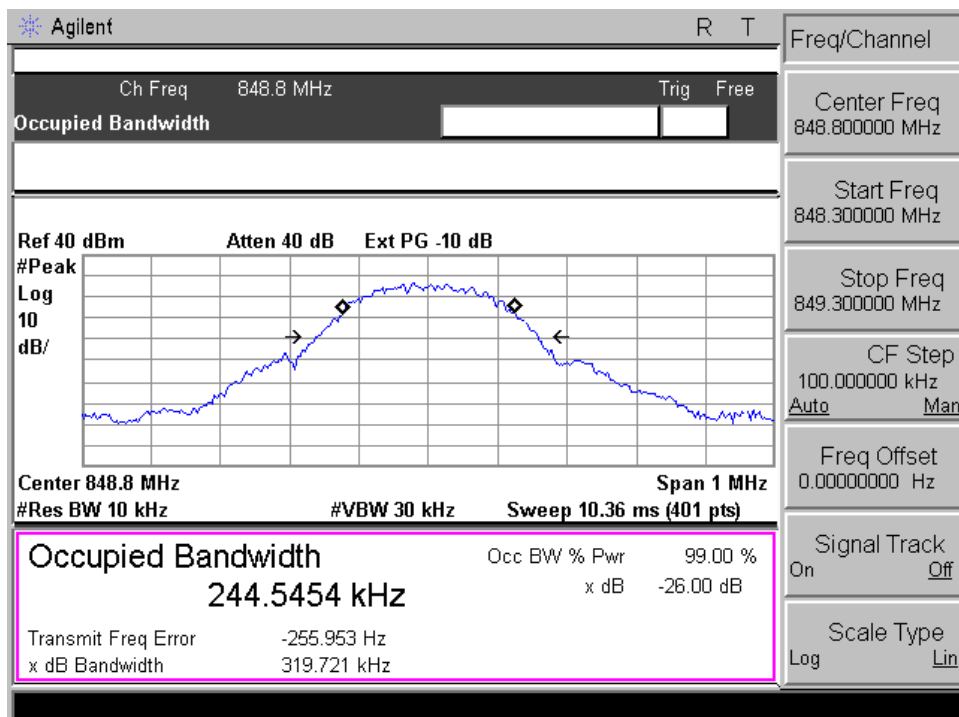 Agilent R T
Ch Freq 848.8 MHz Trig Free
Occupied Bandwidth
Ref 40 dBm Atten 40 dB Ext PG -10 dB
#Peak
Log
10
dB/
Center 848.8 MHz Span 1 MHz
#Res BW 10 kHz #VBW 30 kHz Sweep 10.36 ms (401 pts)
Occupied Bandwidth Occ BW % Pwr 99.00 %
244.5454 kHz x dB -26.00 dB
Transmit Freq Error -255.953 Hz
x dB Bandwidth 319.721 kHz
Freq/Channel
Center Freq
848.800000 MHz
Start Freq
848.300000 MHz
Stop Freq
849.300000 MHz
CF Step
100.000000 kHz
Auto Man
Freq Offset
0.00000000 Hz
Signal Track
On Off
Scale Type
Log Lin